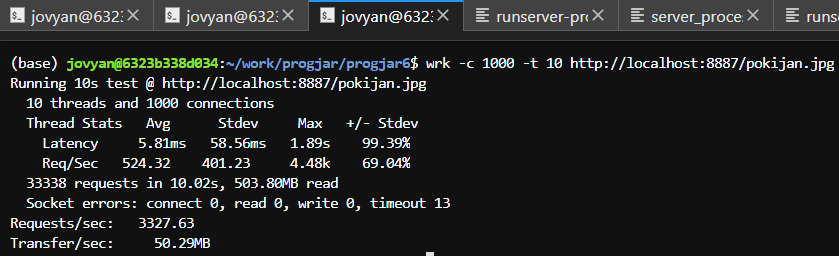 jovyan@6323 jovyan@6323 jovyan@6323 runserver-pro server_proces runs
(base) jovyan@6323b338d034:~/work/progjar/progjar6$ wrk -c 1000 -t 10 http://localhost:8887/pokijan.jpg
Running 10s test @ http://localhost:8887/pokijan.jpg
10 threads and 1000 connections
Thread Stats Avg Stdev Max +/- Stdev
Latency 5.81ms 58.56ms 1.89s 99.39%
Req/Sec 524.32 401.23 4.48k 69.04%
33338 requests in 10.02s, 503.80MB read
Socket errors: connect 0, read 0, write 0, timeout 13
Requests/sec: 3327.63
Transfer/sec: 50.29MB